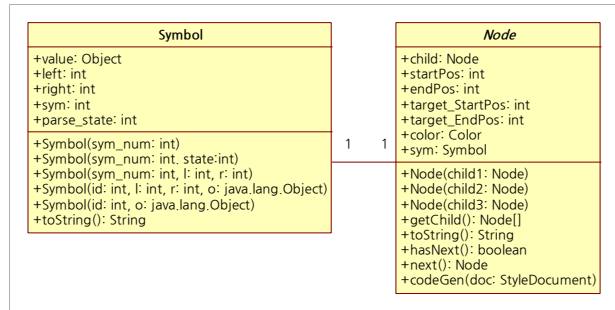 Symbol
+value: Object
+left: int
+right: int
+sym: int
+parse_state: int
+Symbol(sym_num: int)
+Symbol(sym_num: int. state:int)
+Symbol(sym_num: int, l: int, r: int)
+Symbol(id: int, l: int, r: int, o: java.lang.Object)
+Symbol(id: int, o: java.lang.Object)
+toString(): String
1 1
Node
+child: Node
+startPos: int
+endPos: int
+target_StartPos: int
+target_EndPos: int
+color: Color
+sym: Symbol
+Node(child1: Node)
+Node(child2: Node)
+Node(child3: Node)
+getChild(): Node[]
+toString(): String
+hasNext(): boolean
+next(): Node
+codeGen(doc: StyleDocument)